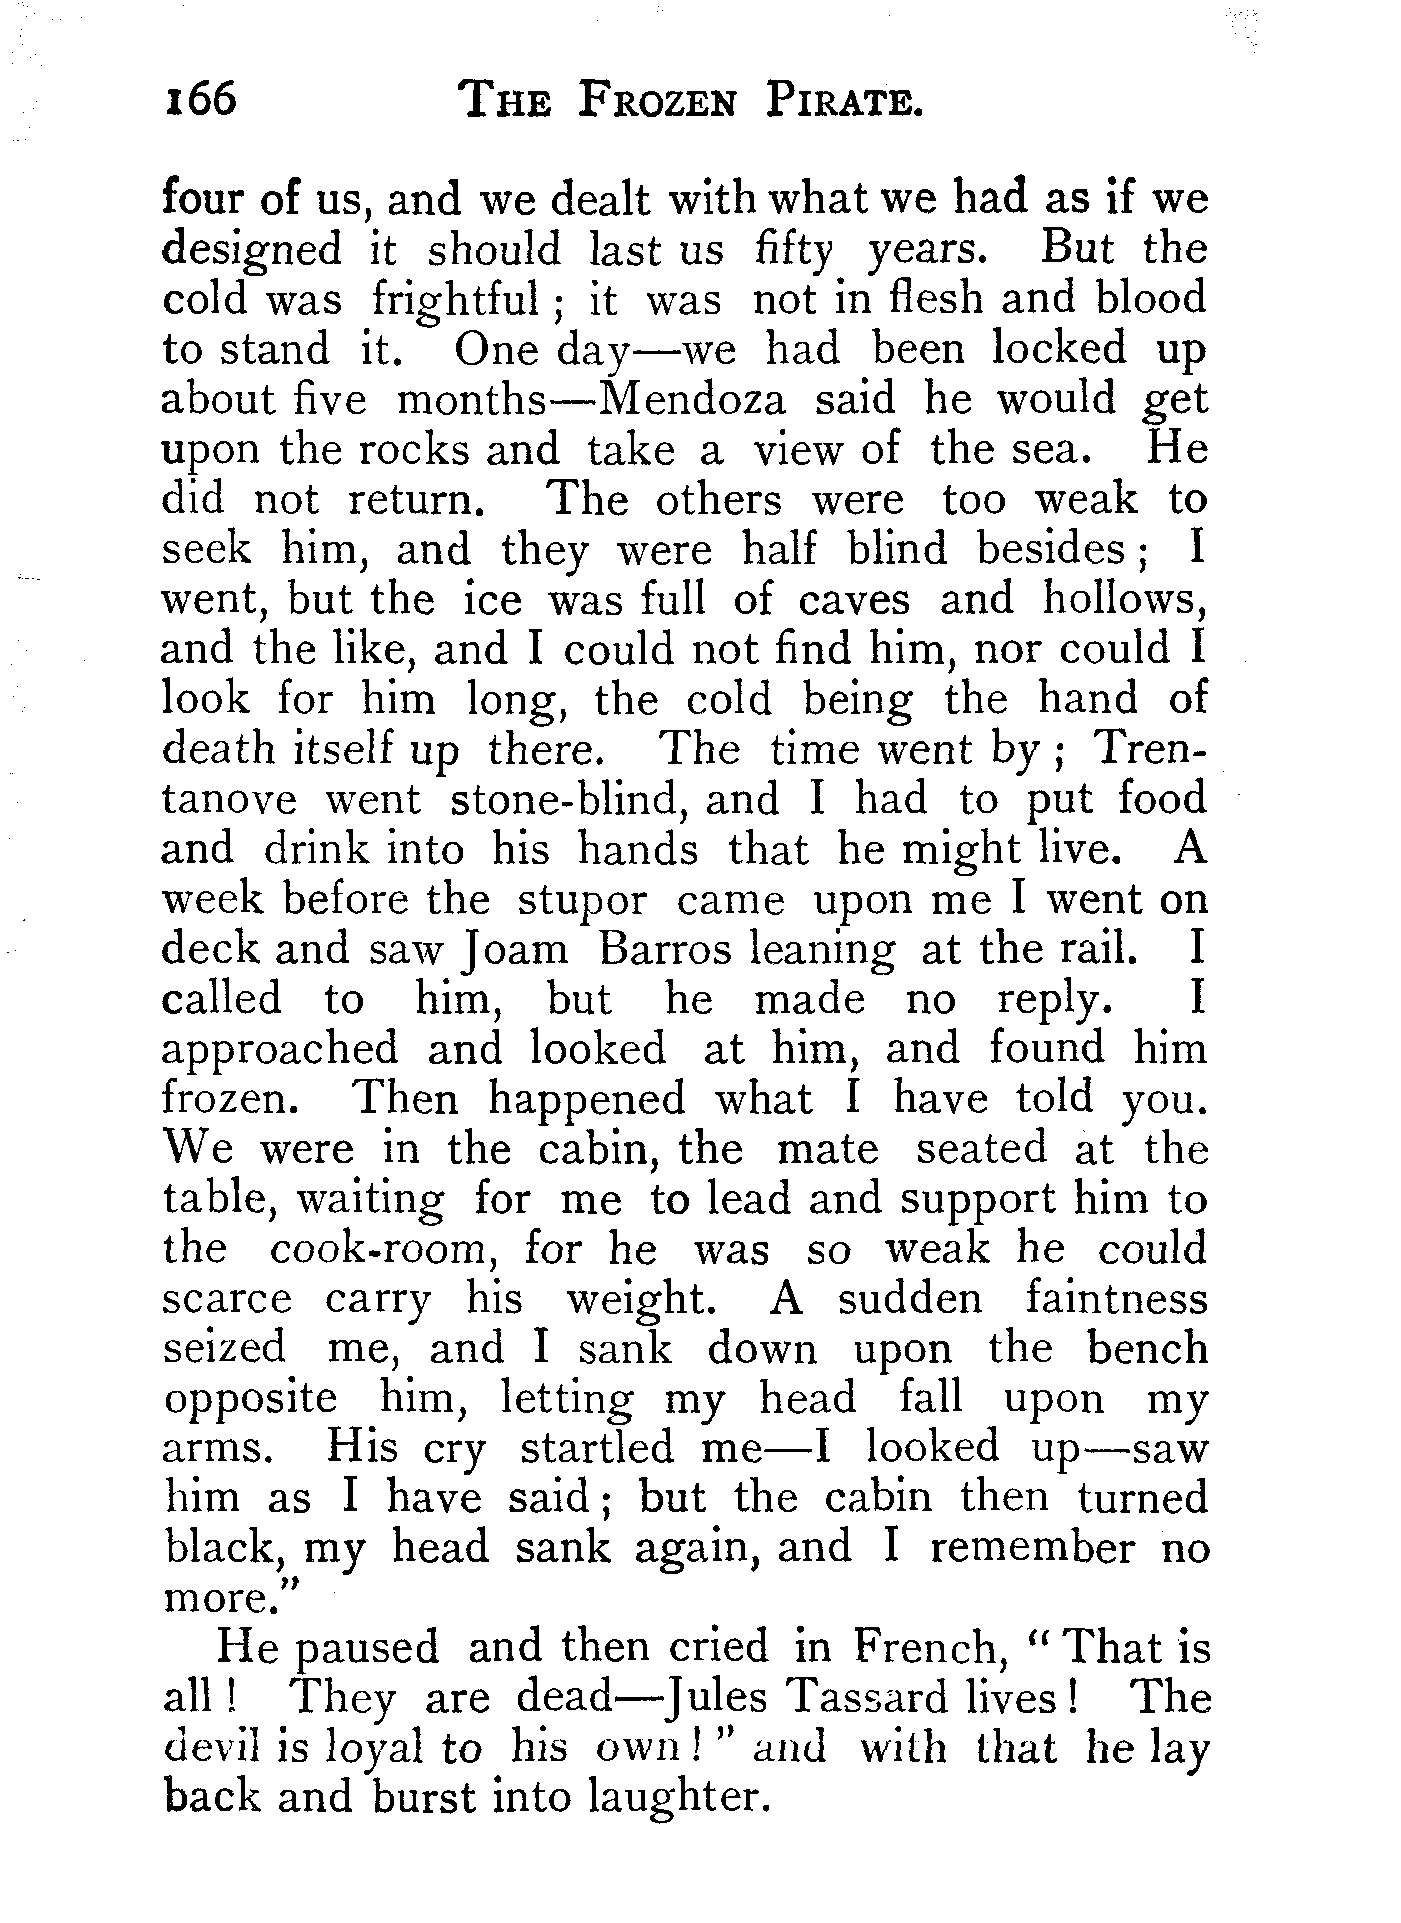 166 THE FROZEN PIRATE.
four of us, and we dealt with what we had as if we
designed it should last us fifty years. But the
cold was frightful ; it was not in flesh and blood
to stand it. One day—we had been locked up
about five months—Mendoza said he would get
upon the rocks and take a view of the sea. He
did not return. The others were too weak to
seek him, and they were half blind besides ; I
went, but the ice was full of caves and hollows,
and the like, and I could not find him, nor could I
look for him long, the cold being the hand of
death itself up there. The time went by ; Tren-
tanove went stone-blind, and I had to put food
and drink into his hands that he might live. A
week before the stupor came upon me I went on
deck and saw Joam Barros leaning at the rail. I
called to him, but he made no reply. I
approached and looked at him, and found him
frozen. Then happened what I have told you.
We were in the cabin, the mate seated at the
table, waiting for me to lead and support him to
the cook-room, for he was so weak he could
scarce carry his weight. A sudden faintness
seized me, and I sank down upon the bench
opposite him, letting my head fall upon my
arms. His cry startled me—I looked up—saw
him as I have said ; but the cabin then turned
black, my head sank again, and I remember no
more.”
He paused and then cried in French, “ That is
all ! They are dead—Jules Tassard lives ! The
devil is loyal to his own ! ” and with that he lay
back and burst into laughter.